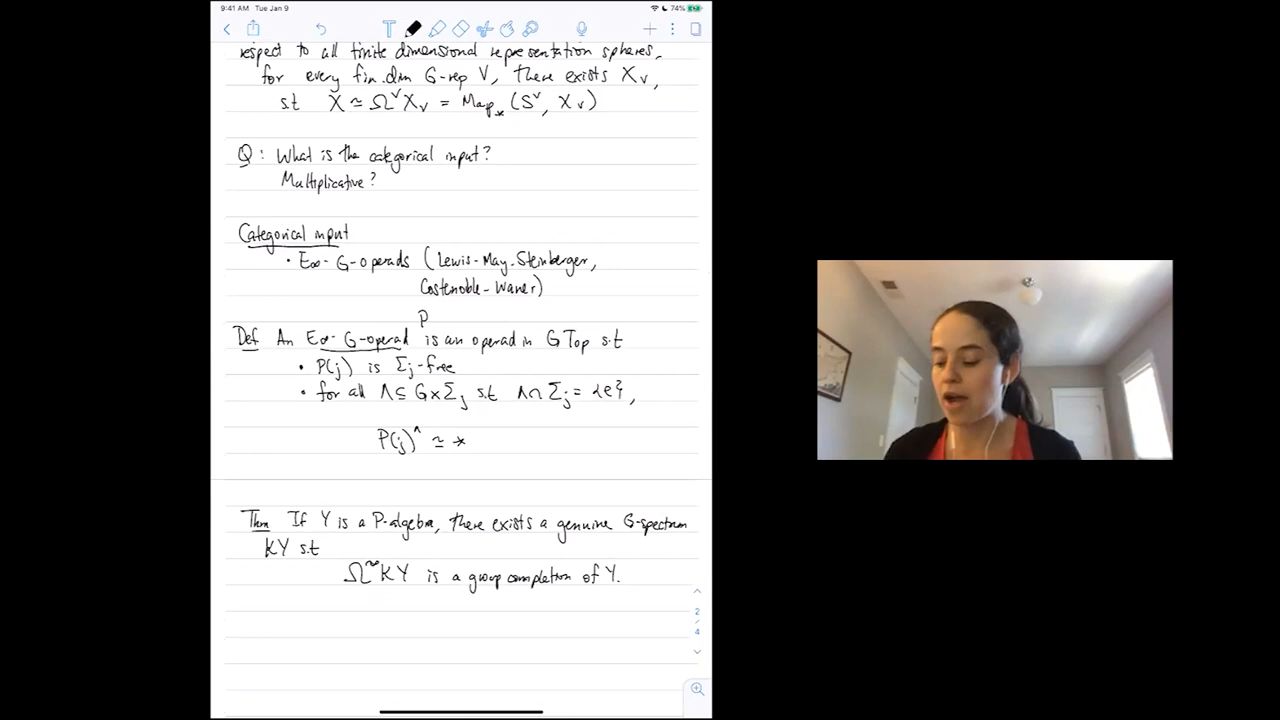 9:41 AM Tue Jan 9
74%
respect to all finite dimensional representation spheres,
for every fin.dim G-rep V, there exists X_V,
s.t X ≃ Ω^V X_V = Map_* (S^V, X_V)
Q: What is the categorical input?
Multiplicative?
Categorical input
• E∞-G-operads (Lewis-May-Steinberger,
Costenoble-Waner)
P
Def An E∞-G-operad is an operad in GTop s.t
• P(j) is Σ_j-free
• for all Λ ⊆ G×Σ_j s.t Λ∩Σ_j = {e},
P(j)^Λ ≃ *
Thm If Y is a P-algebra, there exists a genuine G-spectrum
KY s.t
Ω^∞ KY is a group completion of Y.
2
/
4